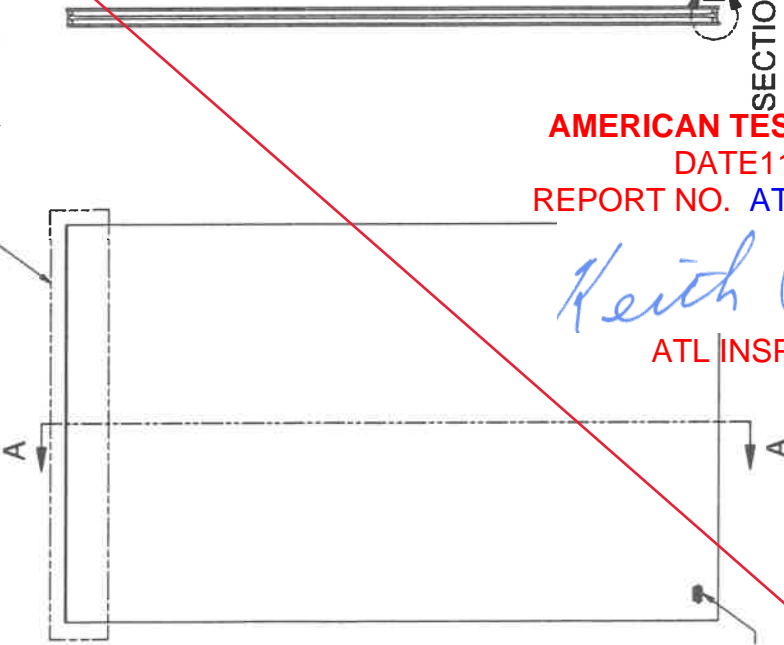 SECTIO
AMERICAN TES
DATE11
REPORT NO. AT
Keith
ATL INSP
A
A